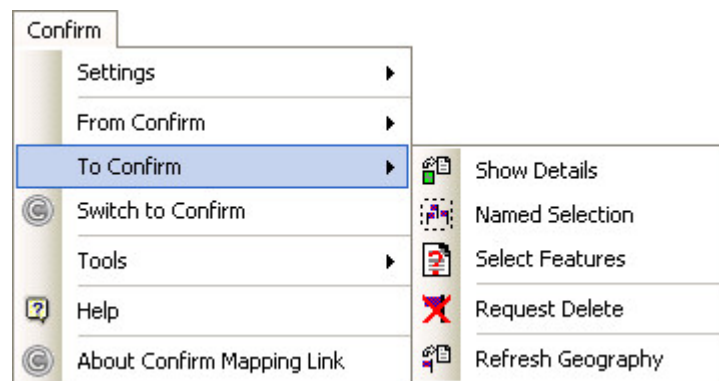 Confirm
Settings
From Confirm
To Confirm
Switch to Confirm
Tools
Help
About Confirm Mapping Link
Show Details
Named Selection
Select Features
Request Delete
Refresh Geography